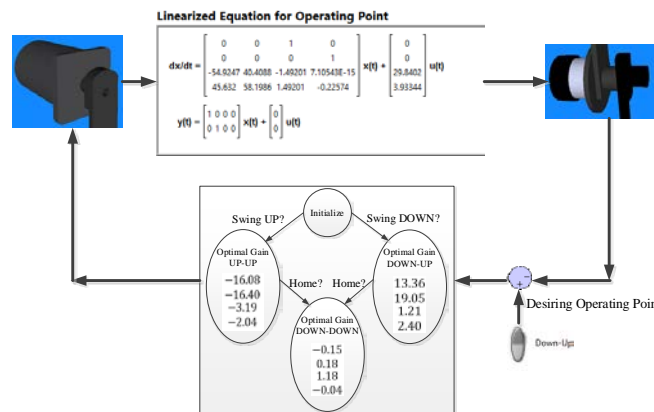 Linearized Equation for Operating Point
dx/dt =
0 0 1 0
0 0 0 1
-54.9247 40.4088 -1.49201 7.10543E-15
45.632 58.1986 1.49201 -0.22574
x(t) +
0
0
29.8402
3.93344
u(t)
y(t) =
1 0 0 0
0 1 0 0
x(t) +
0
0
u(t)
Initialize
Swing UP?
Swing DOWN?
Optimal Gain
UP-UP
−16.08
−16.40
−3.19
−2.04
Optimal Gain
DOWN-UP
13.36
19.05
1.21
2.40
Home?
Home?
Optimal Gain
DOWN-DOWN
−0.15
0.18
1.18
−0.04
−
+
Desiring Operating Poin
Down-Up